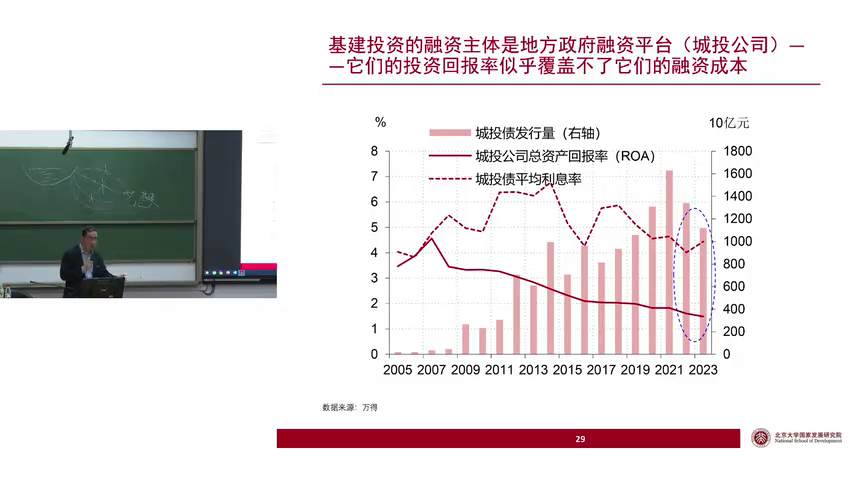 基建投资的融资主体是地方政府融资平台（城投公司）—
—它们的投资回报率似乎覆盖不了它们的融资成本
%
10亿元
城投债发行量（右轴）
城投公司总资产回报率（ROA）
城投债平均利息率
8
7
6
5
4
3
2
1
0
1800
1600
1400
1200
1000
800
600
400
200
0
2005 2007 2009 2011 2013 2015 2017 2019 2021 2023
数据来源：万得
29
北京大学国家发展研究院
National School of Development